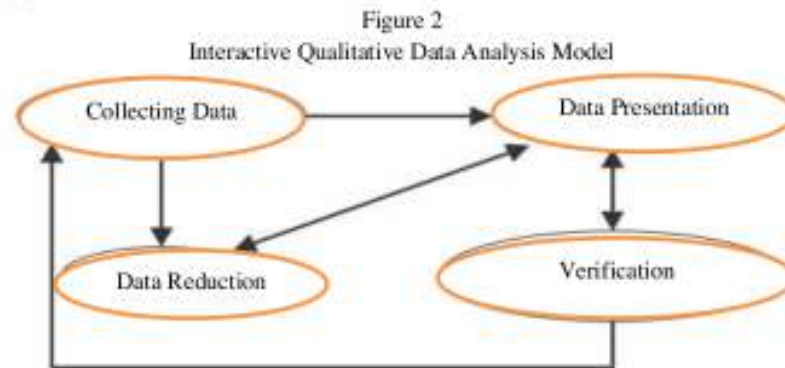 Figure 2
Interactive Qualitative Data Analysis Model
Collecting Data
Data Presentation
Data Reduction
Verification